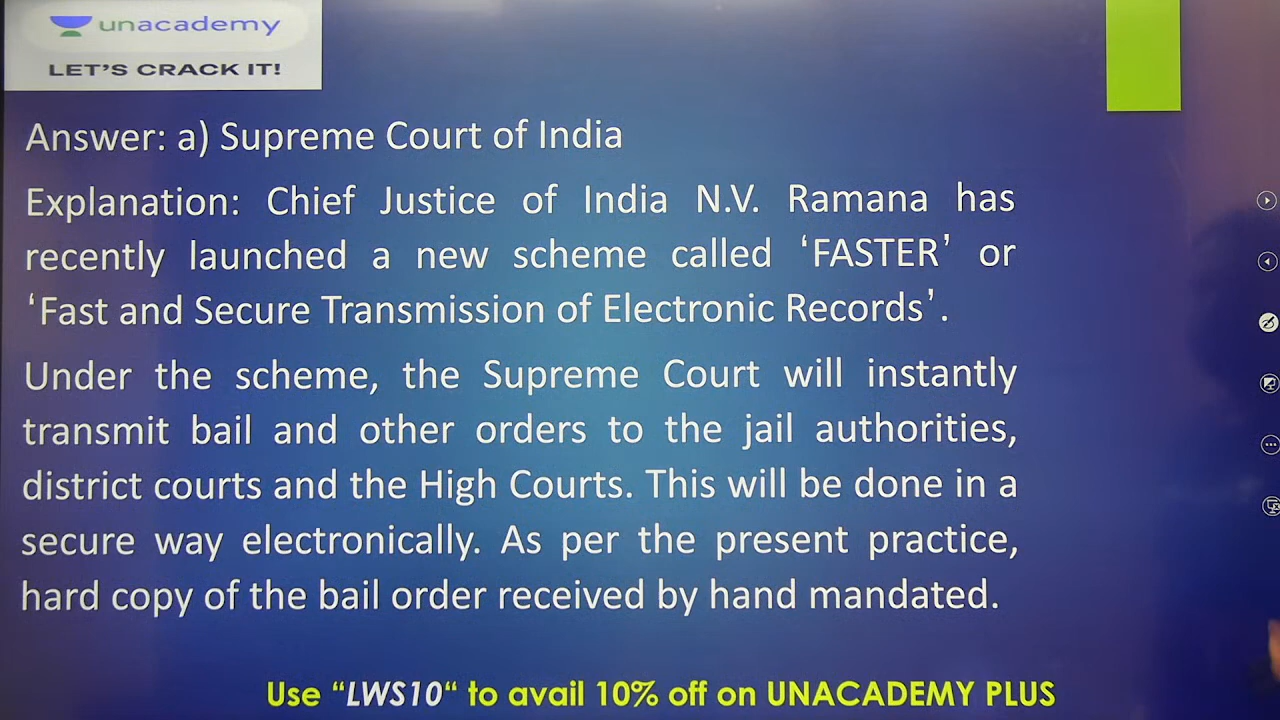 unacademy
LET'S CRACK IT!
Answer: a) Supreme Court of India
Explanation: Chief Justice of India N.V. Ramana has
recently launched a new scheme called ‘FASTER’ or
‘Fast and Secure Transmission of Electronic Records’.
Under the scheme, the Supreme Court will instantly
transmit bail and other orders to the jail authorities,
district courts and the High Courts. This will be done in a
secure way electronically. As per the present practice,
hard copy of the bail order received by hand mandated.
Use “LWS10“ to avail 10% off on UNACADEMY PLUS